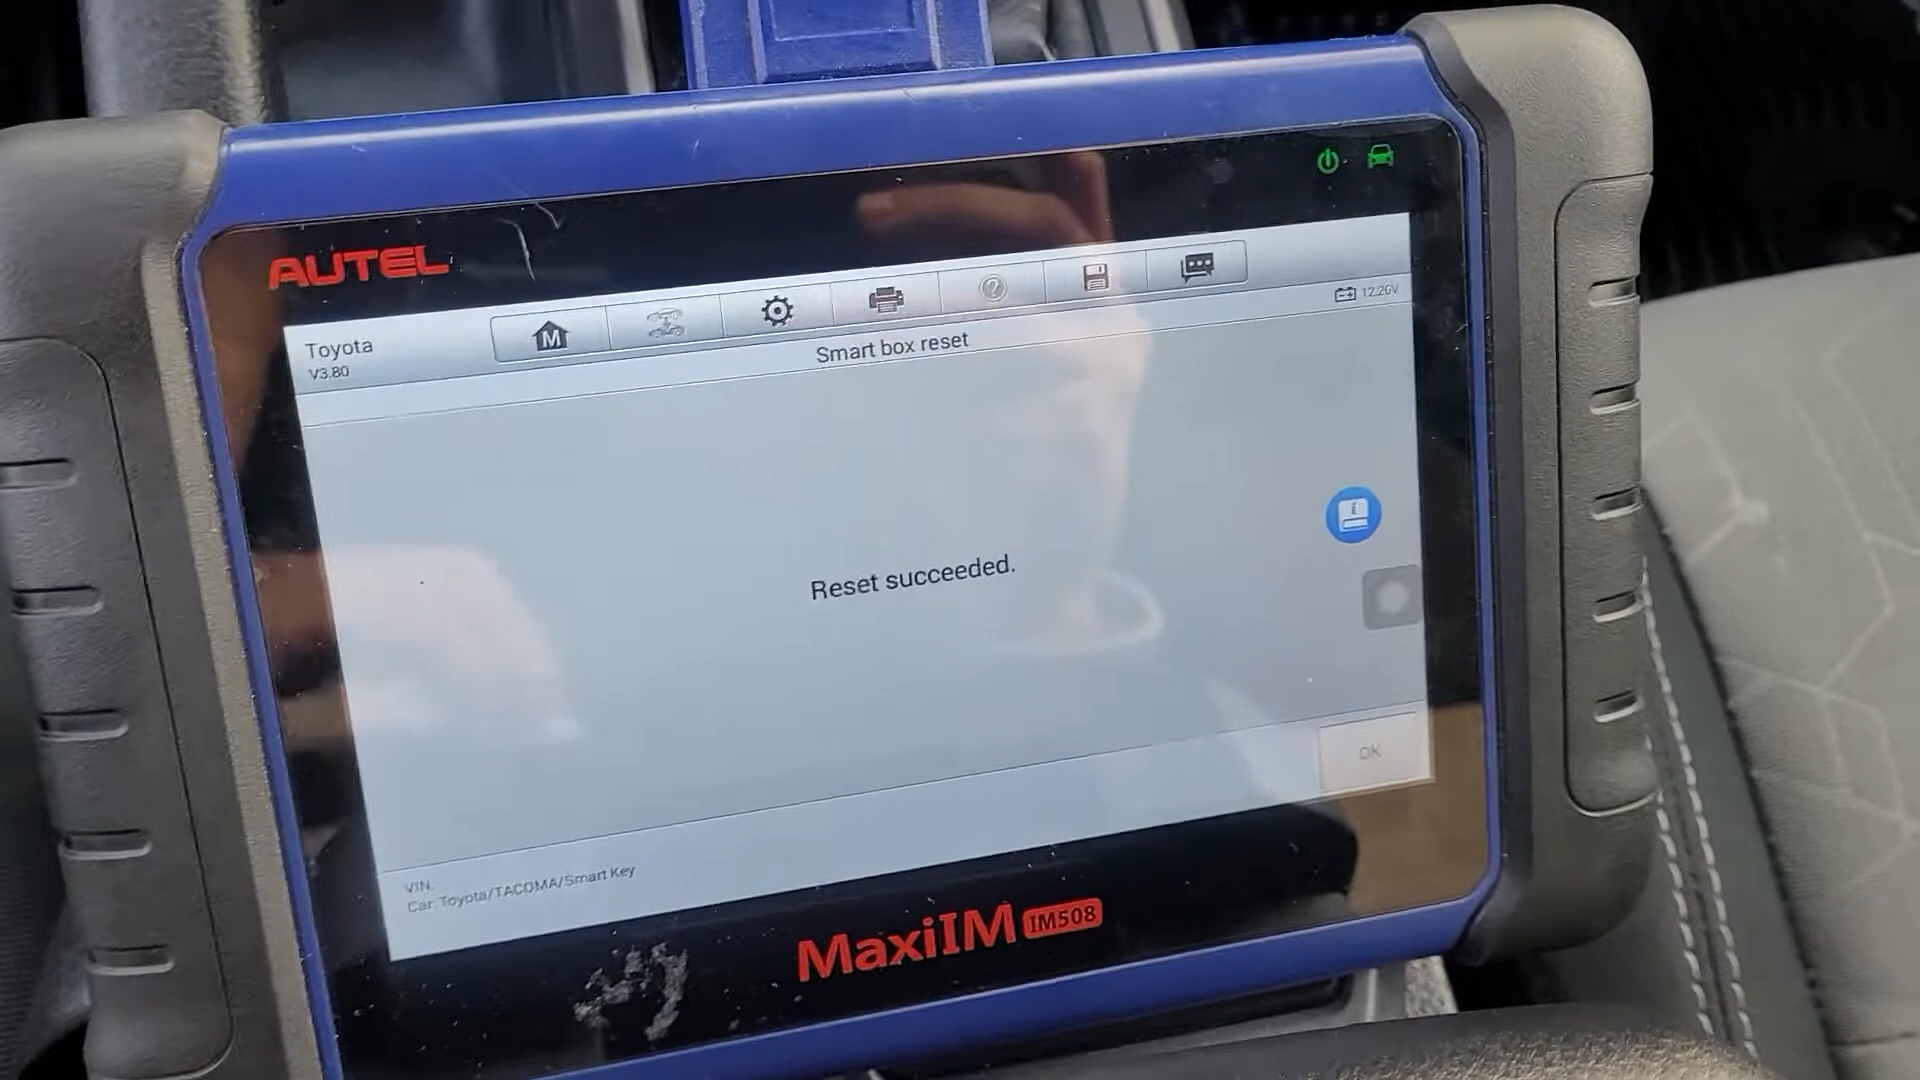 AUTEL
Toyota
V3.80
M
12.26V
Smart box reset
Reset succeeded.
OK
VIN:
Car: Toyota/TACOMA/Smart Key
MaxiIM IM508